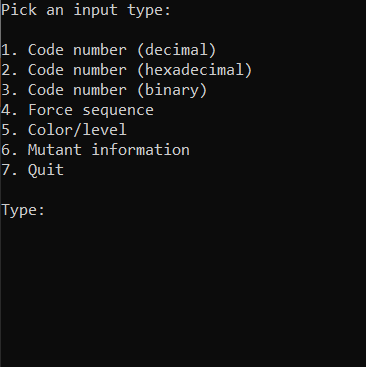 Pick an input type:
1. Code number (decimal)
2. Code number (hexadecimal)
3. Code number (binary)
4. Force sequence
5. Color/level
6. Mutant information
7. Quit
Type: